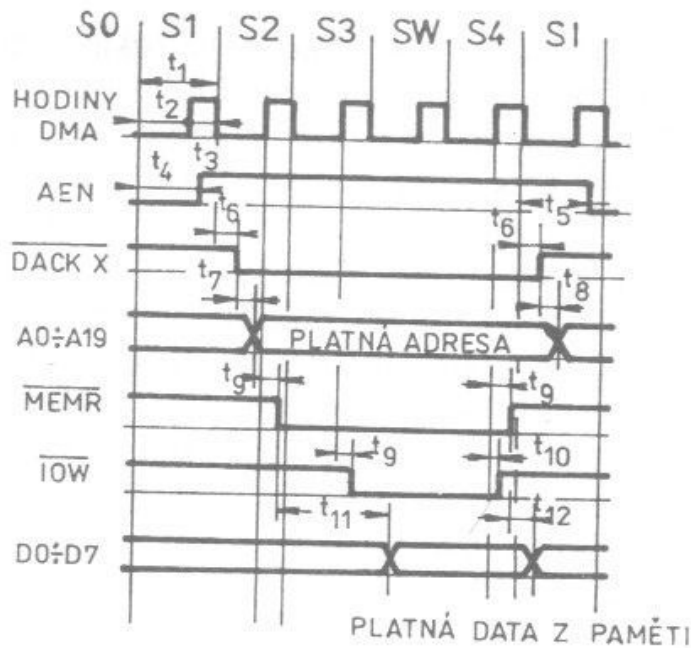 S0 S1 S2 S3 SW S4 SI
t1
HODINY
DMA
t2
t3
AEN
t4
t5
t6
t6
DACK X
t7
t8
A0÷A19
PLATNÁ ADRESA
t9
t9
MEMR
t9
t10
IOW
t11
t12
D0÷D7
PLATNÁ DATA Z PAMĚTI